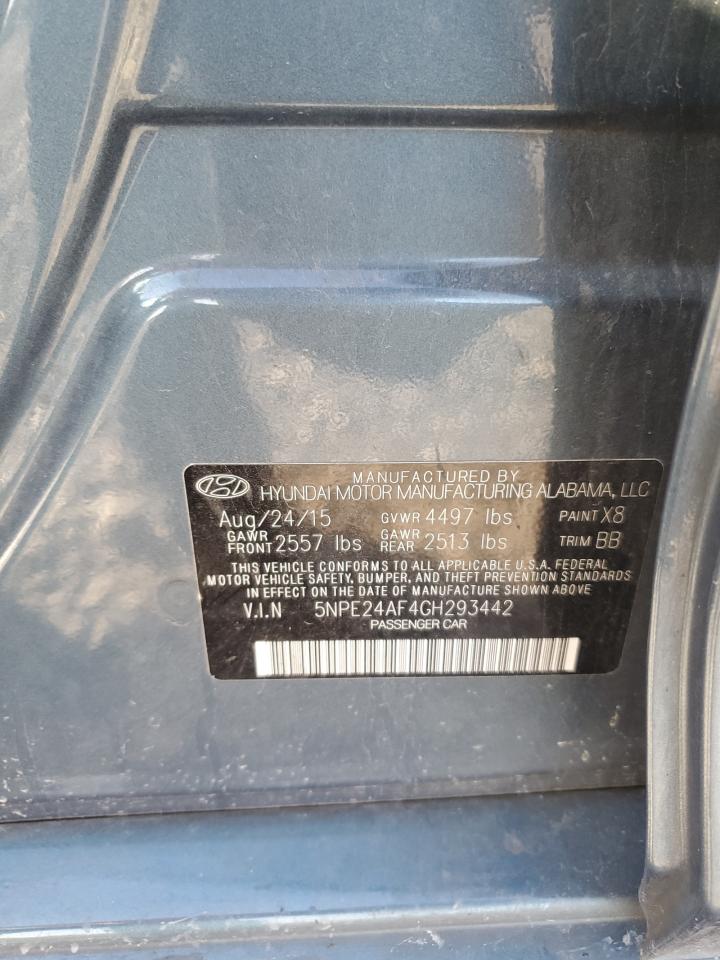 MANUFACTURED BY
HYUNDAI MOTOR MANUFACTURING ALABAMA, LLC
Aug/24/15 GVWR 4497 lbs PAINT X8
GAWR FRONT 2557 lbs GAWR REAR 2513 lbs TRIM BB
THIS VEHICLE CONFORMS TO ALL APPLICABLE U.S.A. FEDERAL
MOTOR VEHICLE SAFETY, BUMPER, AND THEFT PREVENTION STANDARDS
IN EFFECT ON THE DATE OF MANUFACTURE SHOWN ABOVE.
V.I.N 5NPE24AF4GH293442
PASSENGER CAR